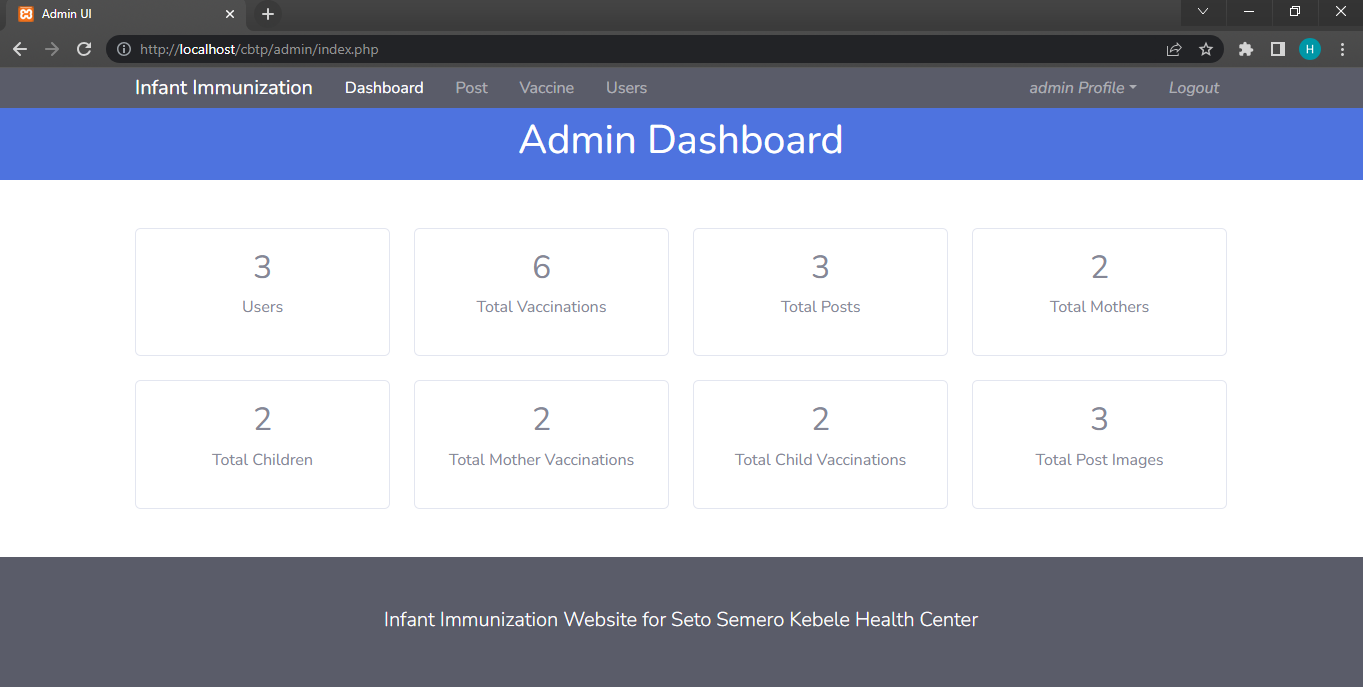 Admin UI
http://localhost/cbtp/admin/index.php
H
Infant Immunization Dashboard Post Vaccine Users admin Profile Logout
Admin Dashboard
3 6 3 2
Users Total Vaccinations Total Posts Total Mothers
2 2 2 3
Total Children Total Mother Vaccinations Total Child Vaccinations Total Post Images
Infant Immunization Website for Seto Semero Kebele Health Center